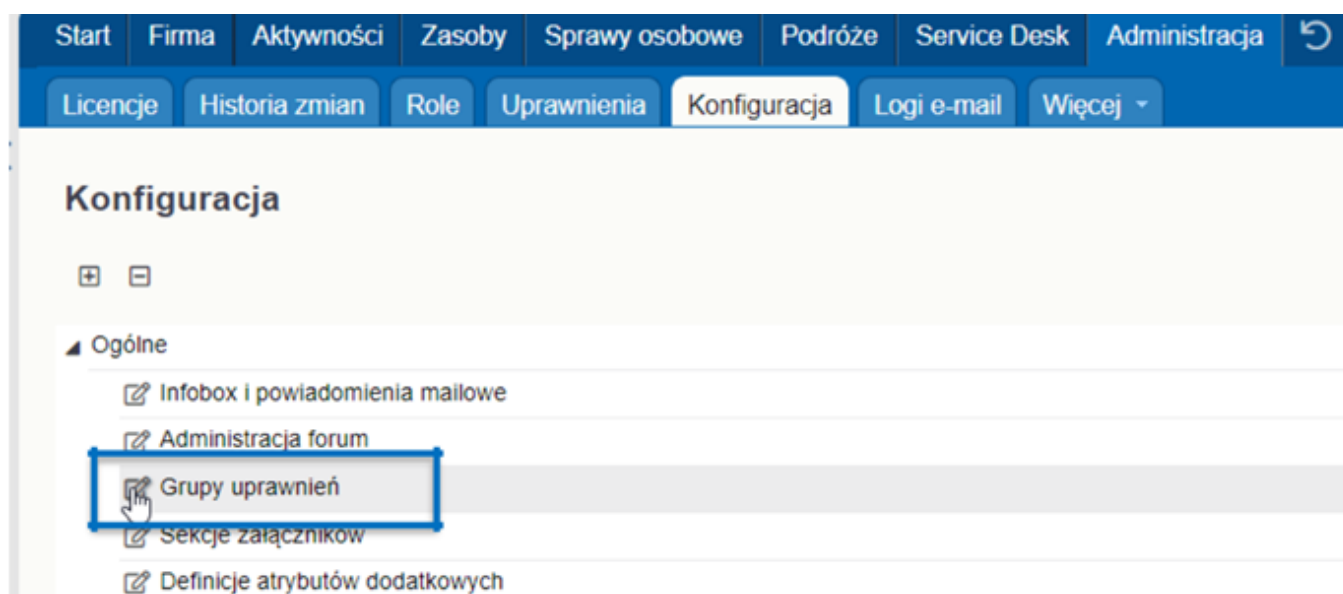 Start Firma Aktywności Zasoby Sprawy osobowe Podróże Service Desk Administracja
Licencje Historia zmian Role Uprawnienia Konfiguracja Logi e-mail Więcej
Konfiguracja
Ogólne
Infobox i powiadomienia mailowe
Administracja forum
Grupy uprawnień
Sekcje załączników
Definicje atrybutów dodatkowych